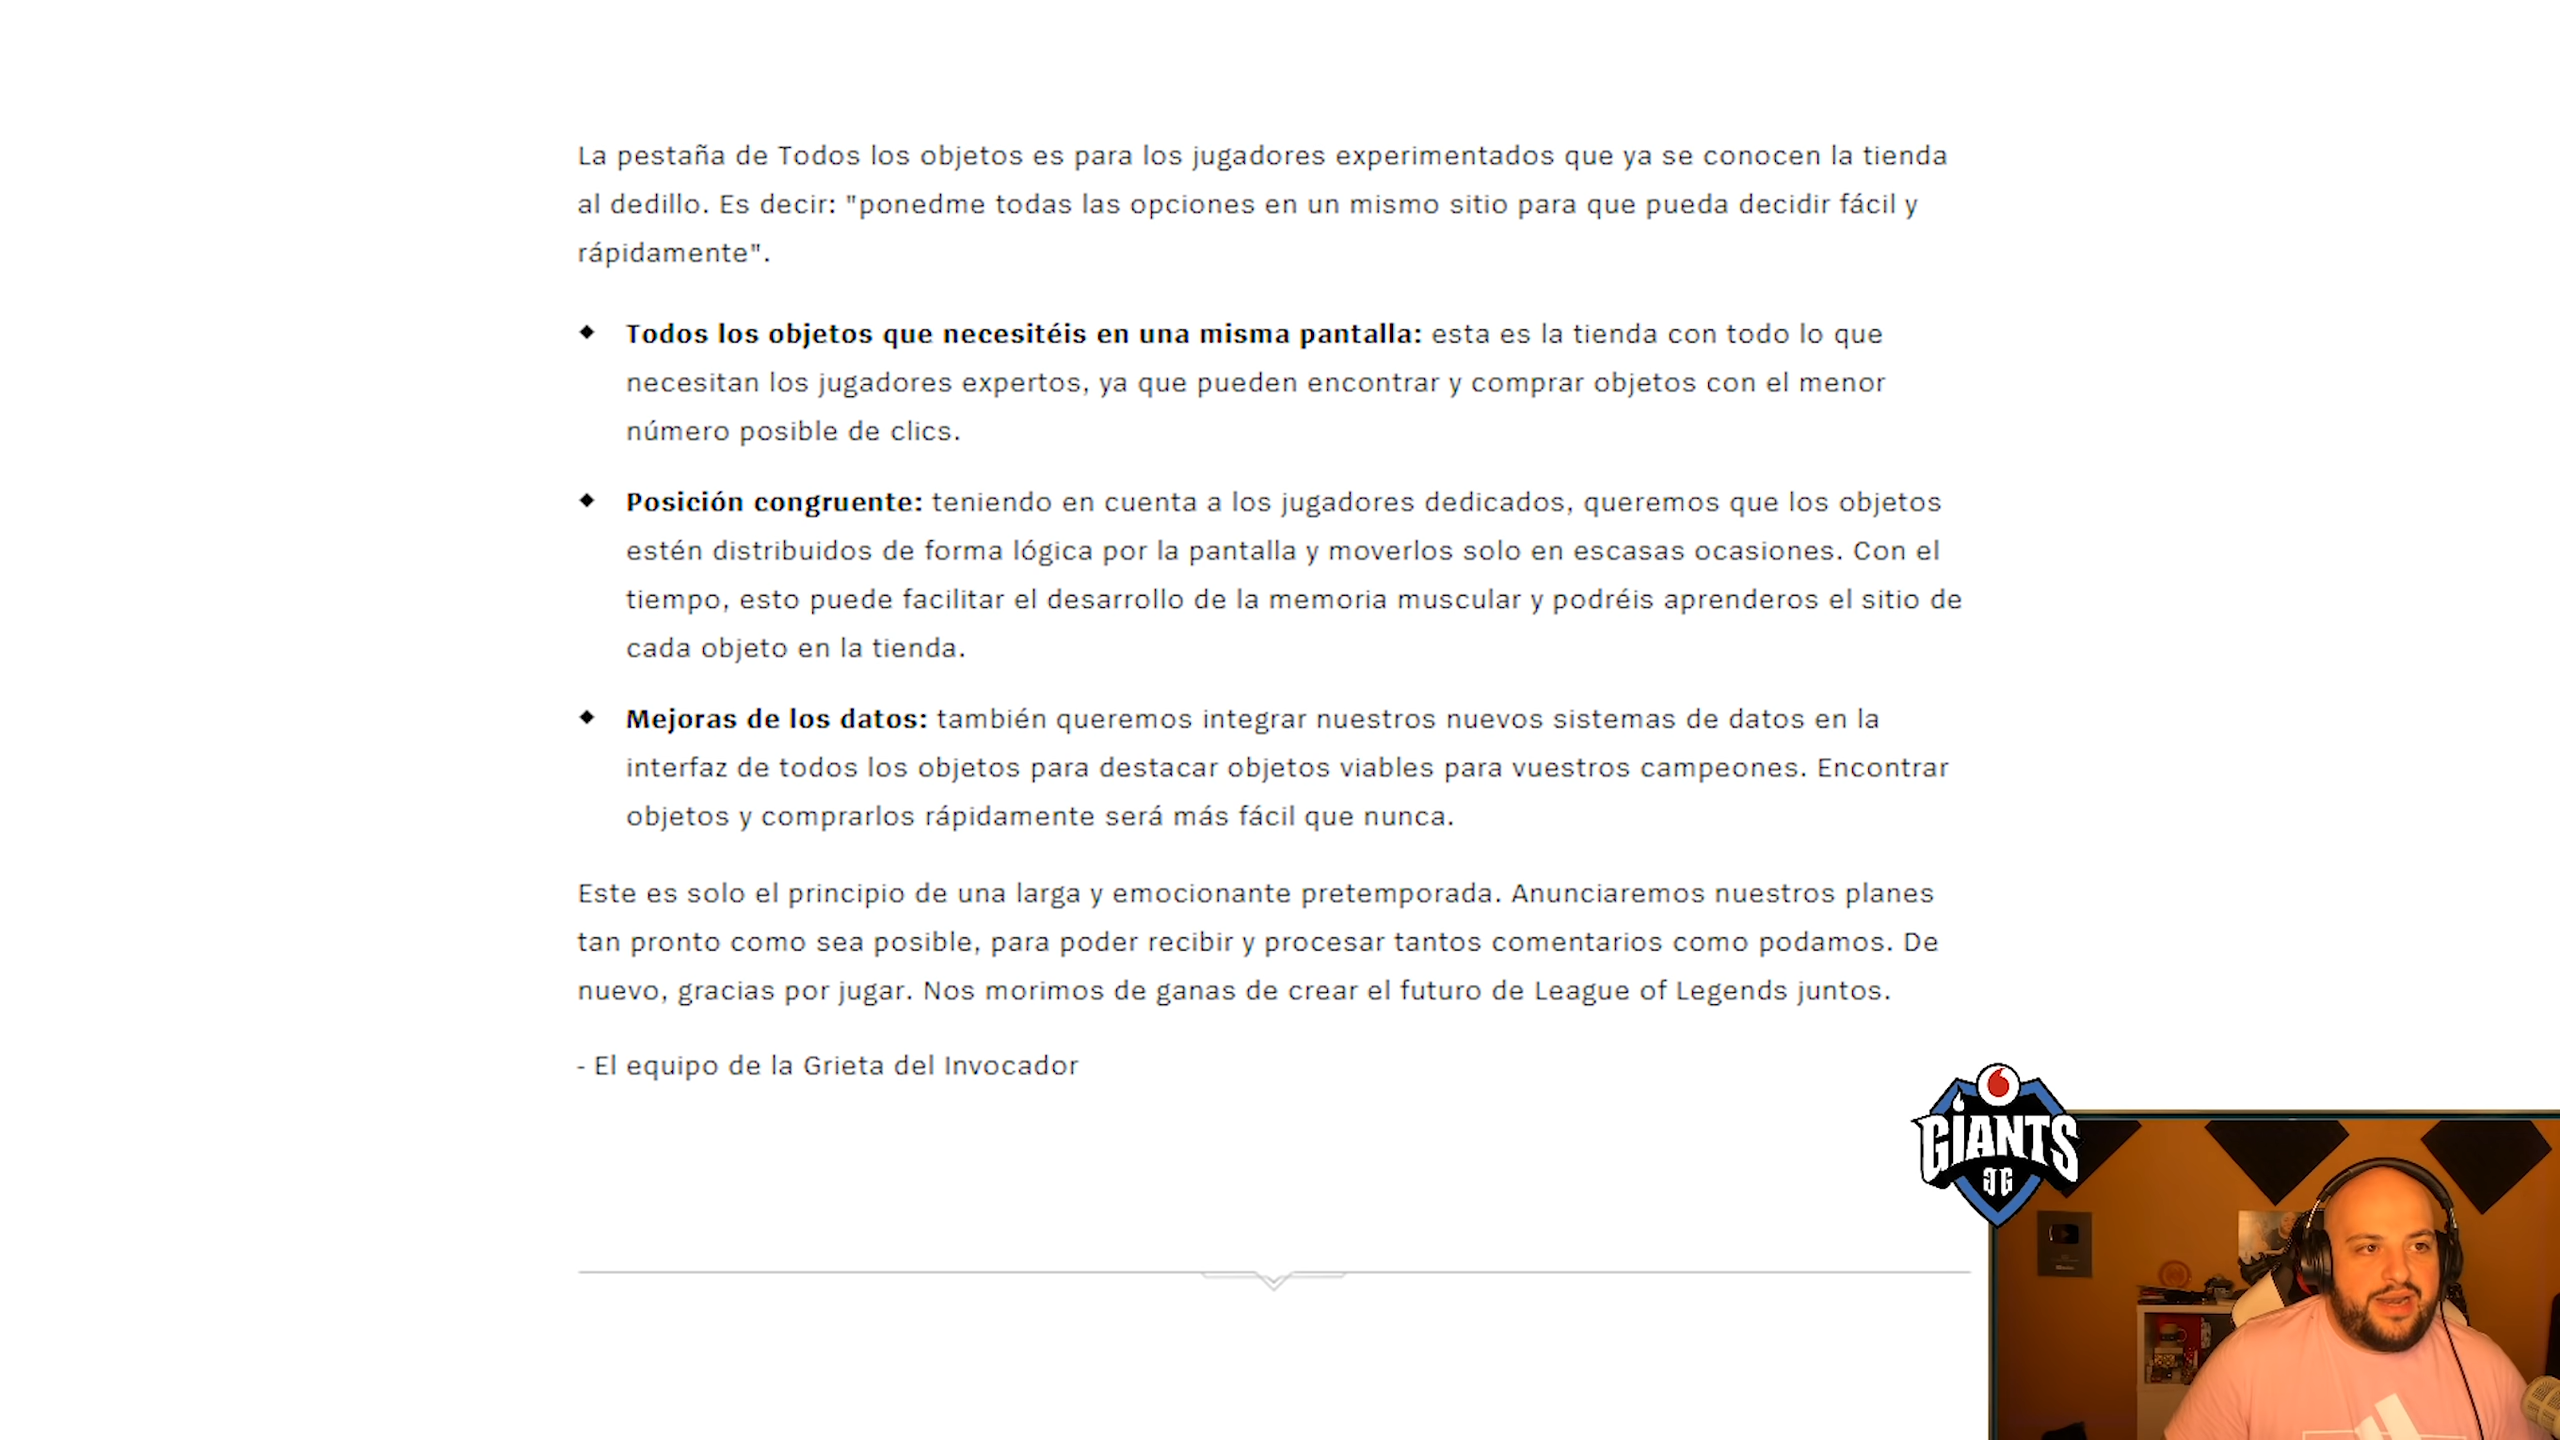 La pestaña de Todos los objetos es para los jugadores experimentados que ya se conocen la tienda
al dedillo. Es decir: "ponedme todas las opciones en un mismo sitio para que pueda decidir fácil y
rápidamente".
Todos los objetos que necesitéis en una misma pantalla: esta es la tienda con todo lo que
necesitan los jugadores expertos, ya que pueden encontrar y comprar objetos con el menor
número posible de clics.
Posición congruente: teniendo en cuenta a los jugadores dedicados, queremos que los objetos
estén distribuidos de forma lógica por la pantalla y moverlos solo en escasas ocasiones. Con el
tiempo, esto puede facilitar el desarrollo de la memoria muscular y podréis aprenderos el sitio de
cada objeto en la tienda.
Mejoras de los datos: también queremos integrar nuestros nuevos sistemas de datos en la
interfaz de todos los objetos para destacar objetos viables para vuestros campeones. Encontrar
objetos y comprarlos rápidamente será más fácil que nunca.
Este es solo el principio de una larga y emocionante pretemporada. Anunciaremos nuestros planes
tan pronto como sea posible, para poder recibir y procesar tantos comentarios como podamos. De
nuevo, gracias por jugar. Nos morimos de ganas de crear el futuro de League of Legends juntos.
- El equipo de la Grieta del Invocador
GIANTS